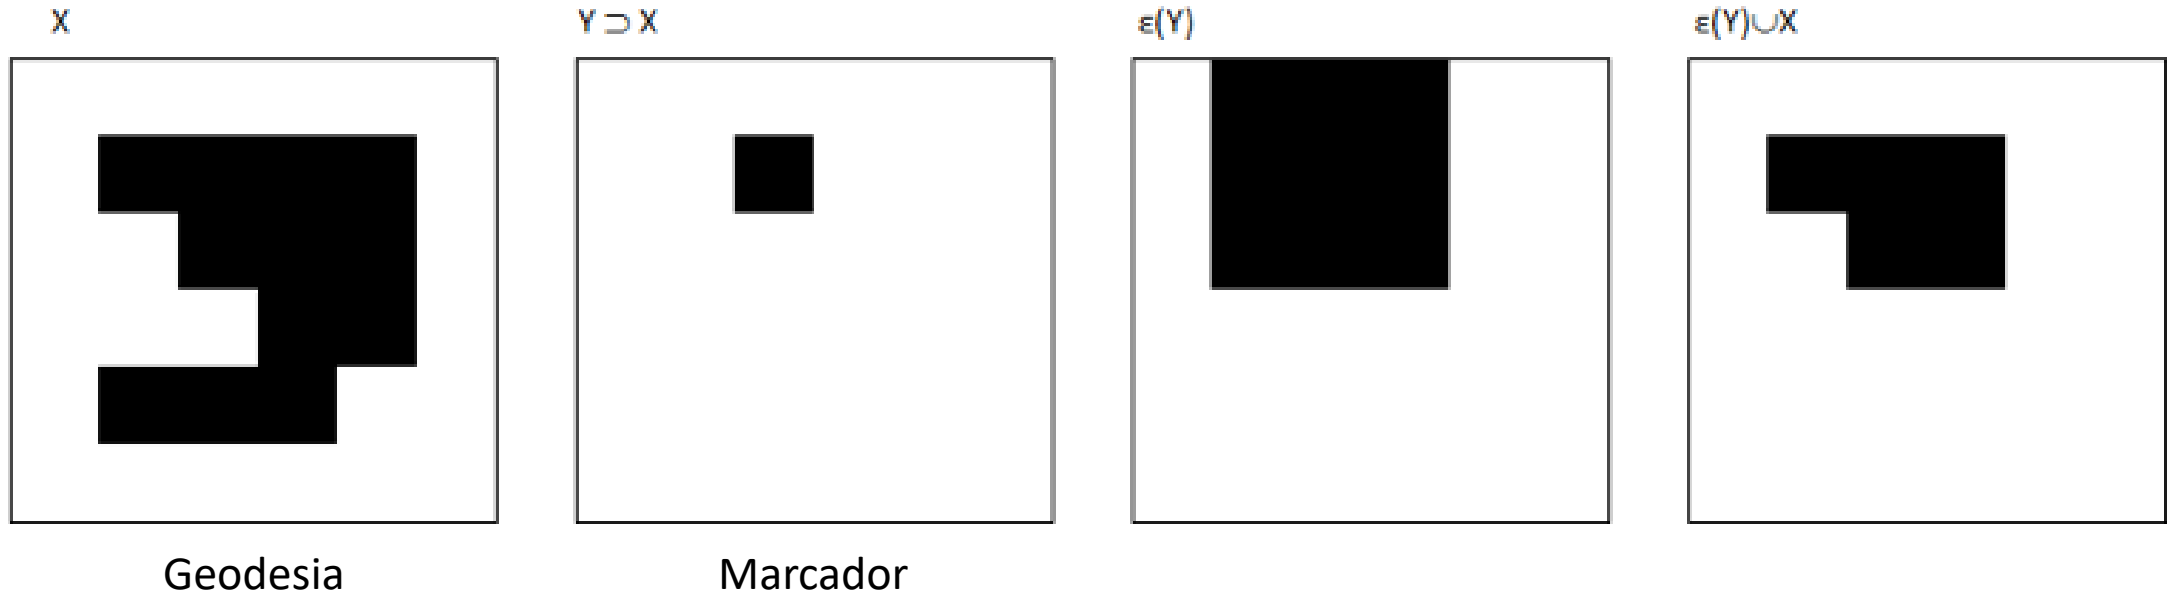 X
Y ⊃ X
ε(Y)
ε(Y)∪X
Geodesia
Marcador